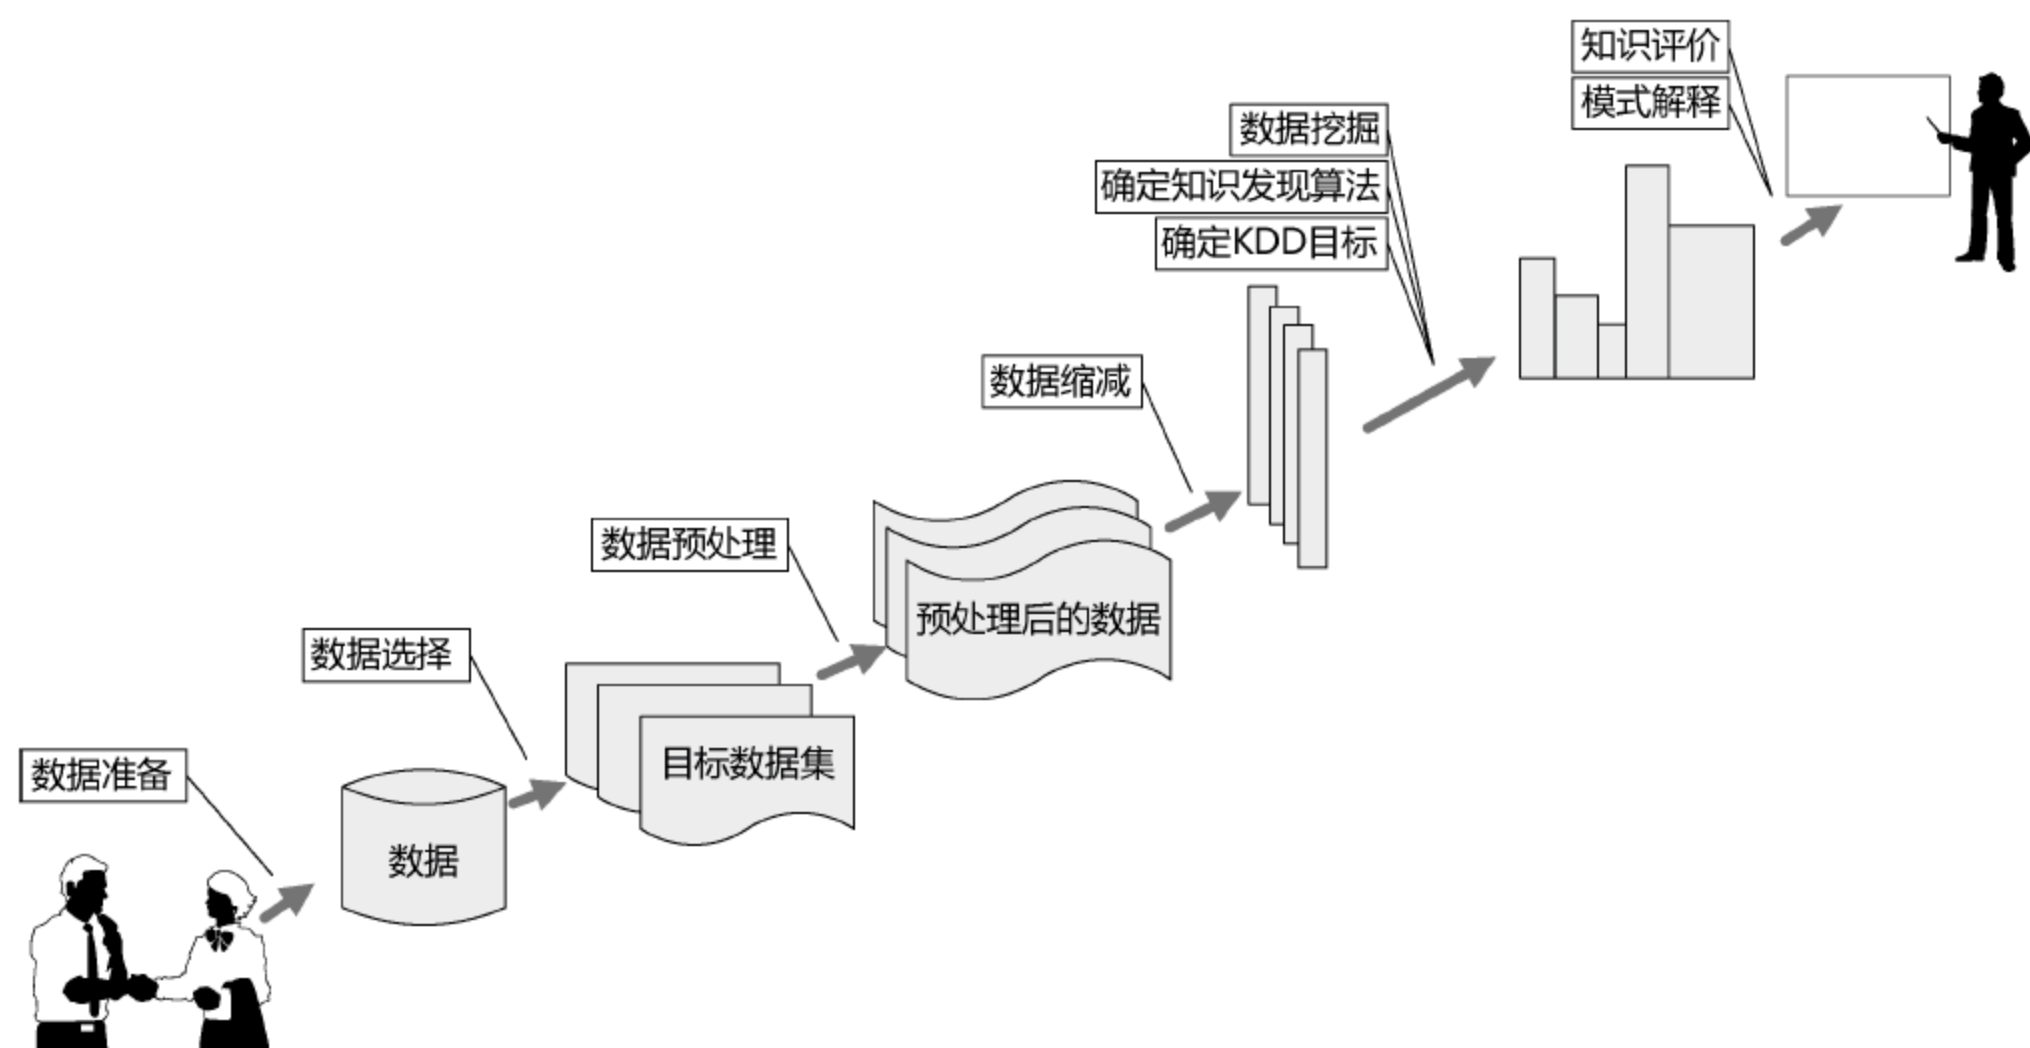 知识评价
模式解释
数据挖掘
确定知识发现算法
确定KDD目标
数据缩减
数据预处理
预处理后的数据
数据选择
目标数据集
数据准备
数据